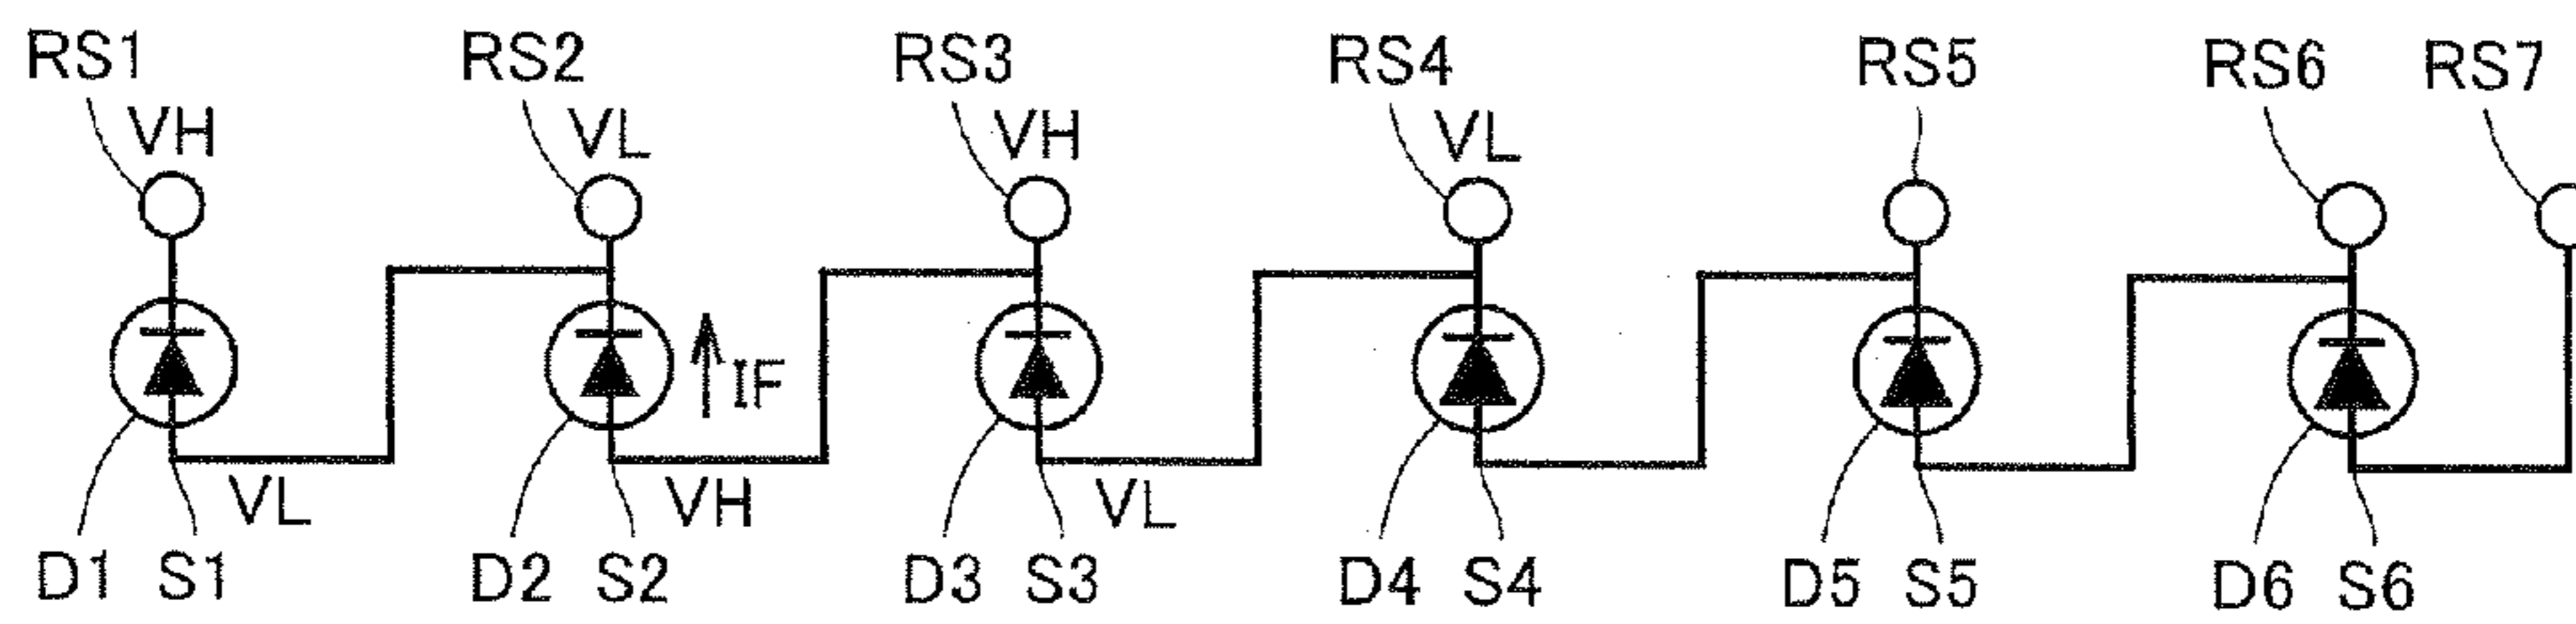 RS1 RS2 RS3 RS4 RS5 RS6 RS7
VH VL VH VL
IF
VL VH VL
D1 S1 D2 S2 D3 S3 D4 S4 D5 S5 D6 S6